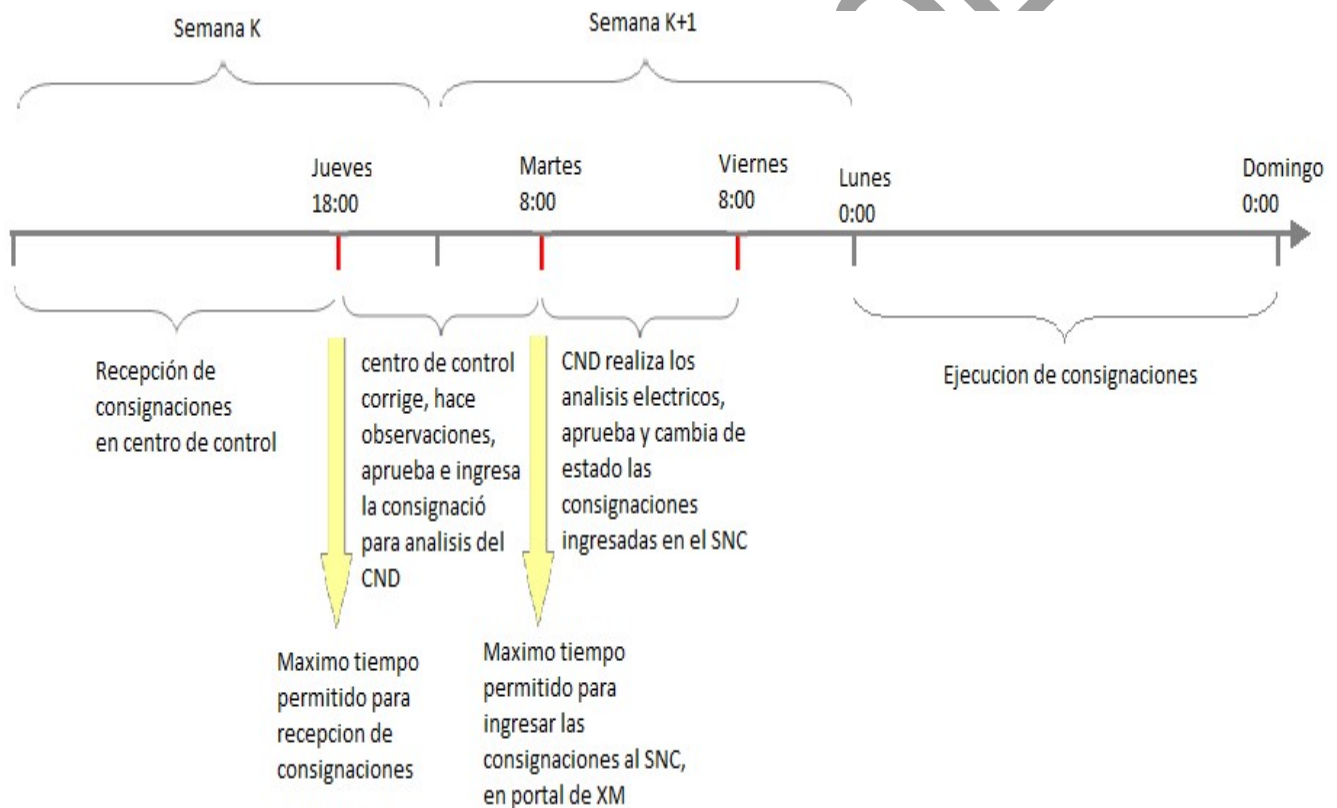 Semana K
Semana K+1
Jueves
18:00
Martes
8:00
Viernes
8:00
Lunes
0:00
Domingo
0:00
Recepción de
consignaciones
en centro de control
centro de control
corrige, hace
observaciones,
aprueba e ingresa
la consignació
para analisis del
CND
CND realiza los
analisis electricos,
aprueba y cambia de
estado las
consignaciones
ingresadas en el SNC
Ejecucion de consignaciones
Maximo tiempo
permitido para
recepcion de
consignaciones
Maximo tiempo
permitido para
ingresar las
consignaciones al SNC,
en portal de XM